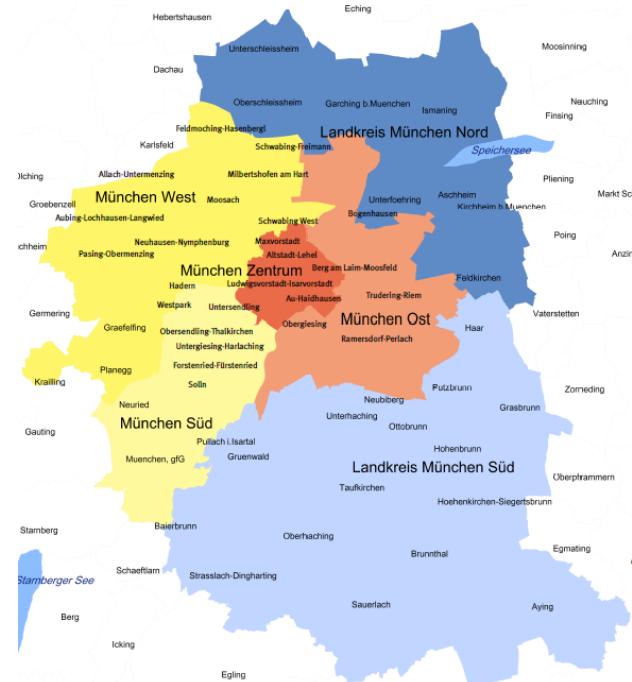 Eching
Hebertshausen
Unterschleissheim
Moosinning
Dachau
Oberschleissheim
Garching b.Muenchen
Ismaning
Nauching
Finsing
Feldmoching-Hasenbergl
Landkreis München Nord
Karlsfeld
Schwabing-Freimann
Speichersee
Olching
Allach-Untermenzing
Milbertshofen am Hart
Pliening
München West
Moosach
Aschheim
Markt Sc
Groebenzell
Unterfoehring
Kirchheim b.Muenchen
Aubing-Lochhausen-Langwied
Schwabing West
Bogenhausen
Poing
chheim
Neuhausen-Nymphenburg
Maxvorstadt
Pasing-Obermenzing
Altstadt-Lehel
Anzin
München Zentrum
Berg am Laim-Moosfeld
Feldkirchen
Hadern
Ludwigsvorstadt-Isarvorstadt
Trudering-Riem
Westpark
Untersendling
Au-Haidhausen
Germering
Vaterstetten
Graefelfing
Obersendling-Thalkirchen
Obergiesing
München Ost
Haar
Untergiesing-Harlaching
Ramersdorf-Perlach
Planegg
Forstenried-Fürstenried
Krailling
Solln
Putzbrunn
Zorneding
Neuried
Neubiberg
Grasbrunn
München Süd
Unterhaching
Ottobrunn
Gauting
Pullach i.Isartal
Hohenbrunn
Muenchen, gfG
Gruenwald
Landkreis München Süd
Oberpframmern
Taufkirchen
Hoehenkirchen-Siegertsbrunn
Baierbrunn
Starnberg
Oberhaching
Egmating
Brunnthal
Schaeftlarn
Strasslach-Dingharting
Starnberger See
Sauerlach
Aying
Berg
Icking
Egling